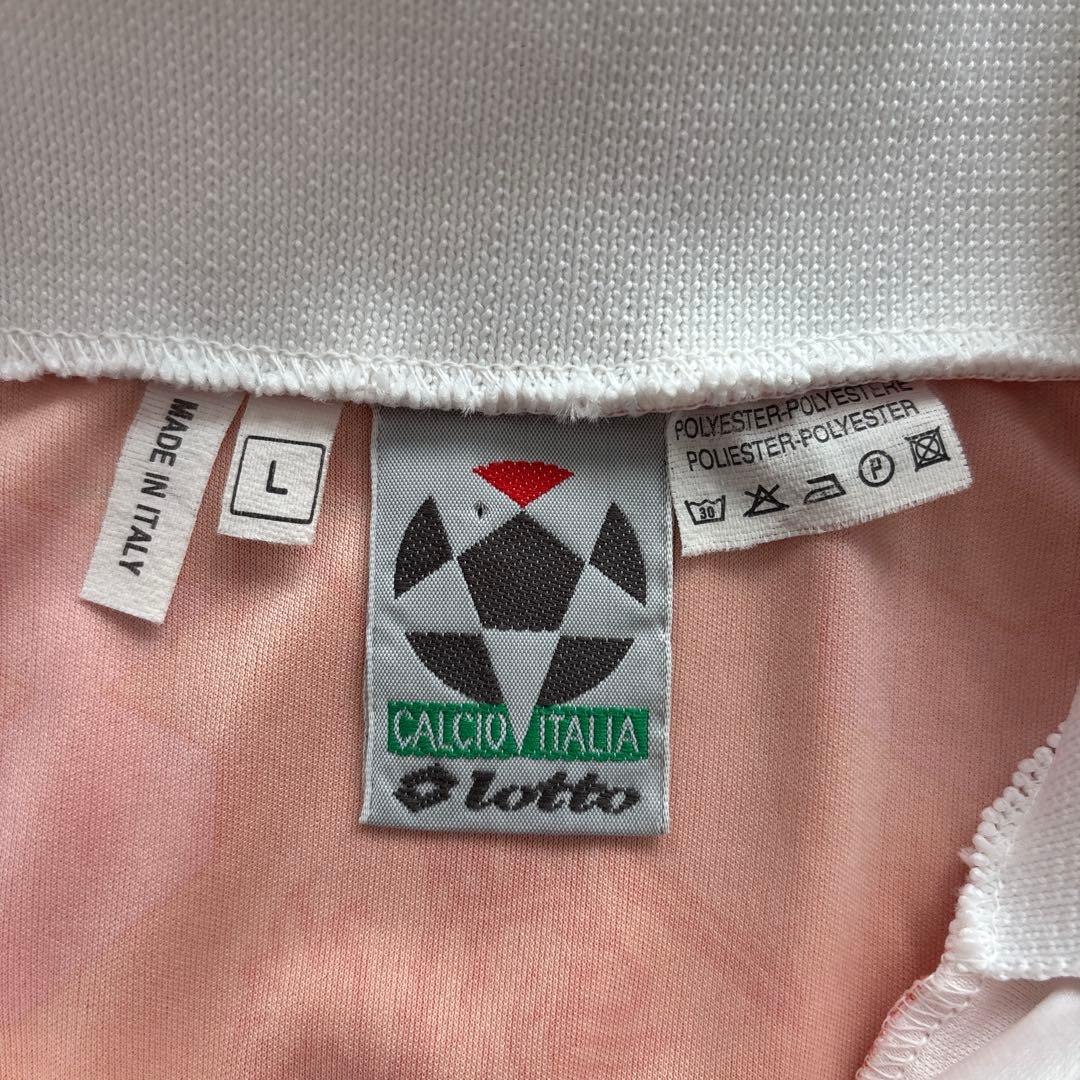 MADE IN ITALY
L
CALCIO ITALIA
lotto
POLYESTER-POLYESTERE
POLIESTER-POLYESTER
30
P